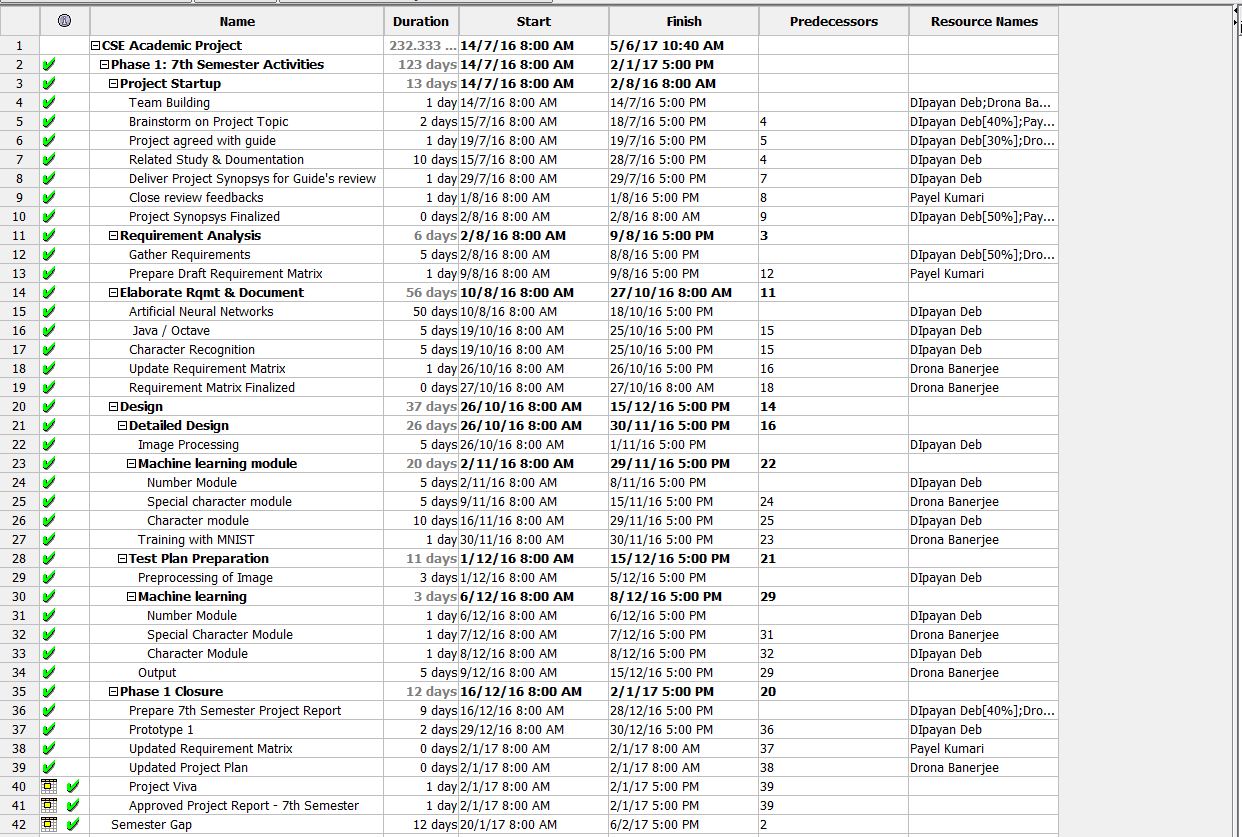 Name Duration Start Finish Predecessors Resource Names
1 CSE Academic Project 232.333 ... 14/7/16 8:00 AM 5/6/17 10:40 AM
2 Phase 1: 7th Semester Activities 123 days 14/7/16 8:00 AM 2/1/17 5:00 PM
3 Project Startup 13 days 14/7/16 8:00 AM 2/8/16 8:00 AM
4 Team Building 1 day 14/7/16 8:00 AM 14/7/16 5:00 PM DIpayan Deb;Drona Ba...
5 Brainstorm on Project Topic 2 days 15/7/16 8:00 AM 18/7/16 5:00 PM 4 DIpayan Deb[40%];Pay...
6 Project agreed with guide 1 day 19/7/16 8:00 AM 19/7/16 5:00 PM 5 DIpayan Deb[30%];Dro...
7 Related Study & Doumentation 10 days 15/7/16 8:00 AM 28/7/16 5:00 PM 4 DIpayan Deb
8 Deliver Project Synopsys for Guide's review 1 day 29/7/16 8:00 AM 29/7/16 5:00 PM 7 DIpayan Deb
9 Close review feedbacks 1 day 1/8/16 8:00 AM 1/8/16 5:00 PM 8 Payel Kumari
10 Project Synopsys Finalized 0 days 2/8/16 8:00 AM 2/8/16 8:00 AM 9 DIpayan Deb[50%];Pay...
11 Requirement Analysis 6 days 2/8/16 8:00 AM 9/8/16 5:00 PM 3
12 Gather Requirements 5 days 2/8/16 8:00 AM 8/8/16 5:00 PM DIpayan Deb[50%];Dro...
13 Prepare Draft Requirement Matrix 1 day 9/8/16 8:00 AM 9/8/16 5:00 PM 12 Payel Kumari
14 Elaborate Rqmt & Document 56 days 10/8/16 8:00 AM 27/10/16 8:00 AM 11
15 Artificial Neural Networks 50 days 10/8/16 8:00 AM 18/10/16 5:00 PM DIpayan Deb
16 Java / Octave 5 days 19/10/16 8:00 AM 25/10/16 5:00 PM 15 DIpayan Deb
17 Character Recognition 5 days 19/10/16 8:00 AM 25/10/16 5:00 PM 15 DIpayan Deb
18 Update Requirement Matrix 1 day 26/10/16 8:00 AM 26/10/16 5:00 PM 16 Drona Banerjee
19 Requirement Matrix Finalized 0 days 27/10/16 8:00 AM 27/10/16 8:00 AM 18 Drona Banerjee
20 Design 37 days 26/10/16 8:00 AM 15/12/16 5:00 PM 14
21 Detailed Design 26 days 26/10/16 8:00 AM 30/11/16 5:00 PM 16
22 Image Processing 5 days 26/10/16 8:00 AM 1/11/16 5:00 PM DIpayan Deb
23 Machine learning module 20 days 2/11/16 8:00 AM 29/11/16 5:00 PM 22
24 Number Module 5 days 2/11/16 8:00 AM 8/11/16 5:00 PM DIpayan Deb
25 Special character module 5 days 9/11/16 8:00 AM 15/11/16 5:00 PM 24 Drona Banerjee
26 Character module 10 days 16/11/16 8:00 AM 29/11/16 5:00 PM 25 DIpayan Deb
27 Training with MNIST 1 day 30/11/16 8:00 AM 30/11/16 5:00 PM 23 Drona Banerjee
28 Test Plan Preparation 11 days 1/12/16 8:00 AM 15/12/16 5:00 PM 21
29 Preprocessing of Image 3 days 1/12/16 8:00 AM 5/12/16 5:00 PM DIpayan Deb
30 Machine learning 3 days 6/12/16 8:00 AM 8/12/16 5:00 PM 29
31 Number Module 1 day 6/12/16 8:00 AM 6/12/16 5:00 PM DIpayan Deb
32 Special Character Module 1 day 7/12/16 8:00 AM 7/12/16 5:00 PM 31 Drona Banerjee
33 Character Module 1 day 8/12/16 8:00 AM 8/12/16 5:00 PM 32 DIpayan Deb
34 Output 5 days 9/12/16 8:00 AM 15/12/16 5:00 PM 29 Drona Banerjee
35 Phase 1 Closure 12 days 16/12/16 8:00 AM 2/1/17 5:00 PM 20
36 Prepare 7th Semester Project Report 9 days 16/12/16 8:00 AM 28/12/16 5:00 PM DIpayan Deb[40%];Dro...
37 Prototype 1 2 days 29/12/16 8:00 AM 30/12/16 5:00 PM 36 DIpayan Deb
38 Updated Requirement Matrix 0 days 2/1/17 8:00 AM 2/1/17 8:00 AM 37 Payel Kumari
39 Updated Project Plan 0 days 2/1/17 8:00 AM 2/1/17 8:00 AM 38 Drona Banerjee
40 Project Viva 1 day 2/1/17 8:00 AM 2/1/17 5:00 PM 39
41 Approved Project Report - 7th Semester 1 day 2/1/17 8:00 AM 2/1/17 5:00 PM 39
42 Semester Gap 12 days 20/1/17 8:00 AM 6/2/17 5:00 PM 2